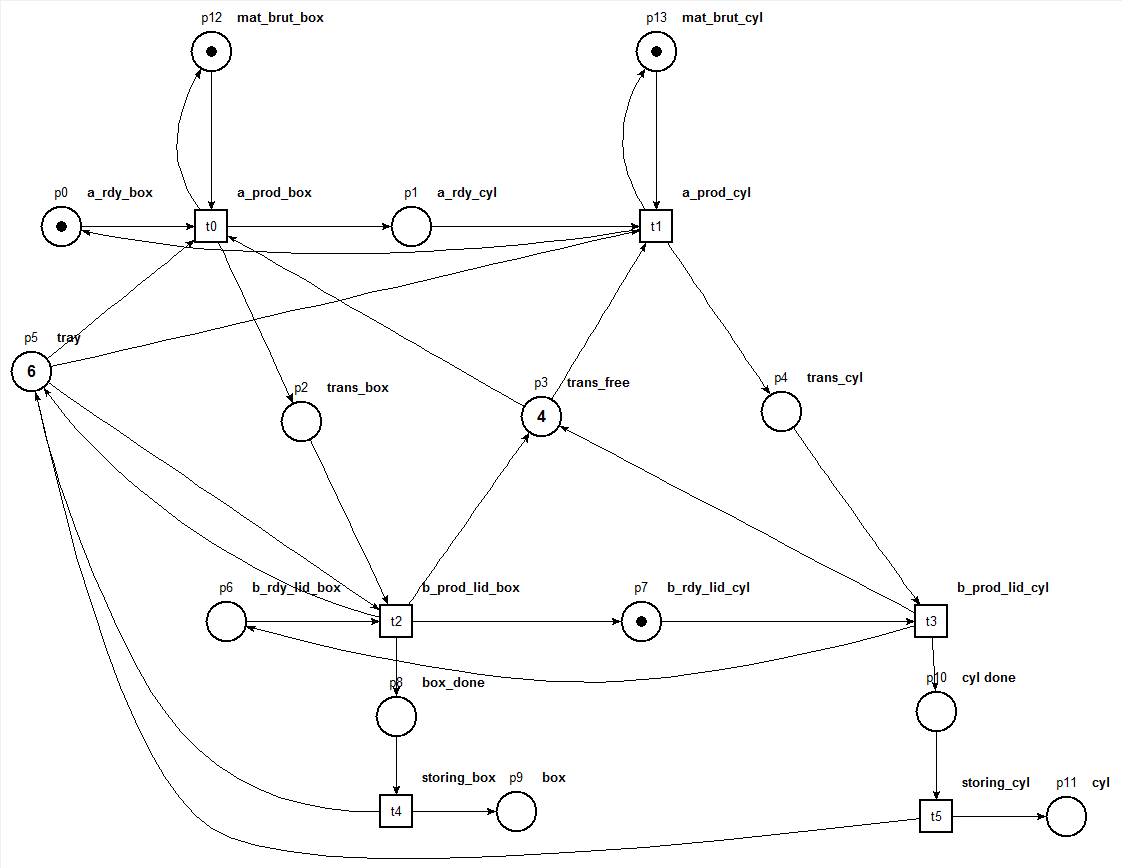 p12 mat_brut_box
p13 mat_brut_cyl
p0 a_rdy_box
a_prod_box
p1 a_rdy_cyl
a_prod_cyl
t0
t1
p5 tray
6
p2 trans_box
p3 trans_free
4
p4 trans_cyl
p6 b_rdy_lid_box
b_prod_lid_box
p7 b_rdy_lid_cyl
b_prod_lid_cyl
t2
t3
p8 box_done
p10 cyl done
storing_box
p9 box
storing_cyl
p11 cyl
t4
t5